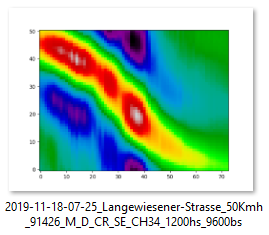 50
40
30
20
10
0
0 10 20 30 40 50 60 70
2019-11-18-07-25_Langewiesener-Strasse_50Kmh
_91426_M_D_CR_SE_CH34_1200hs_9600bs